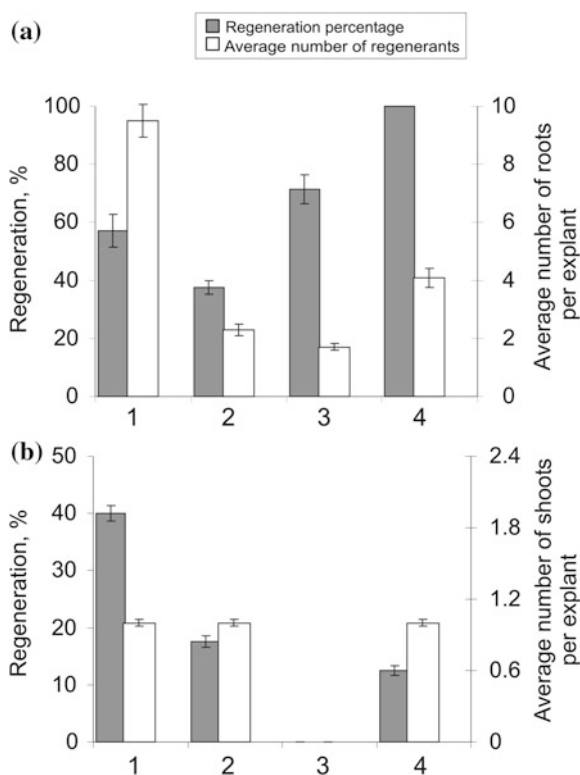 Regeneration percentage
Average number of regenerants
(a)
Regeneration, %
100
80
60
40
20
0
10
8
6
4
2
0
Average number of roots
per explant
1 2 3 4
(b)
Regeneration, %
50
40
30
20
10
0
2.4
1.8
1.2
0.6
0
Average number of shoots
per explant
1 2 3 4